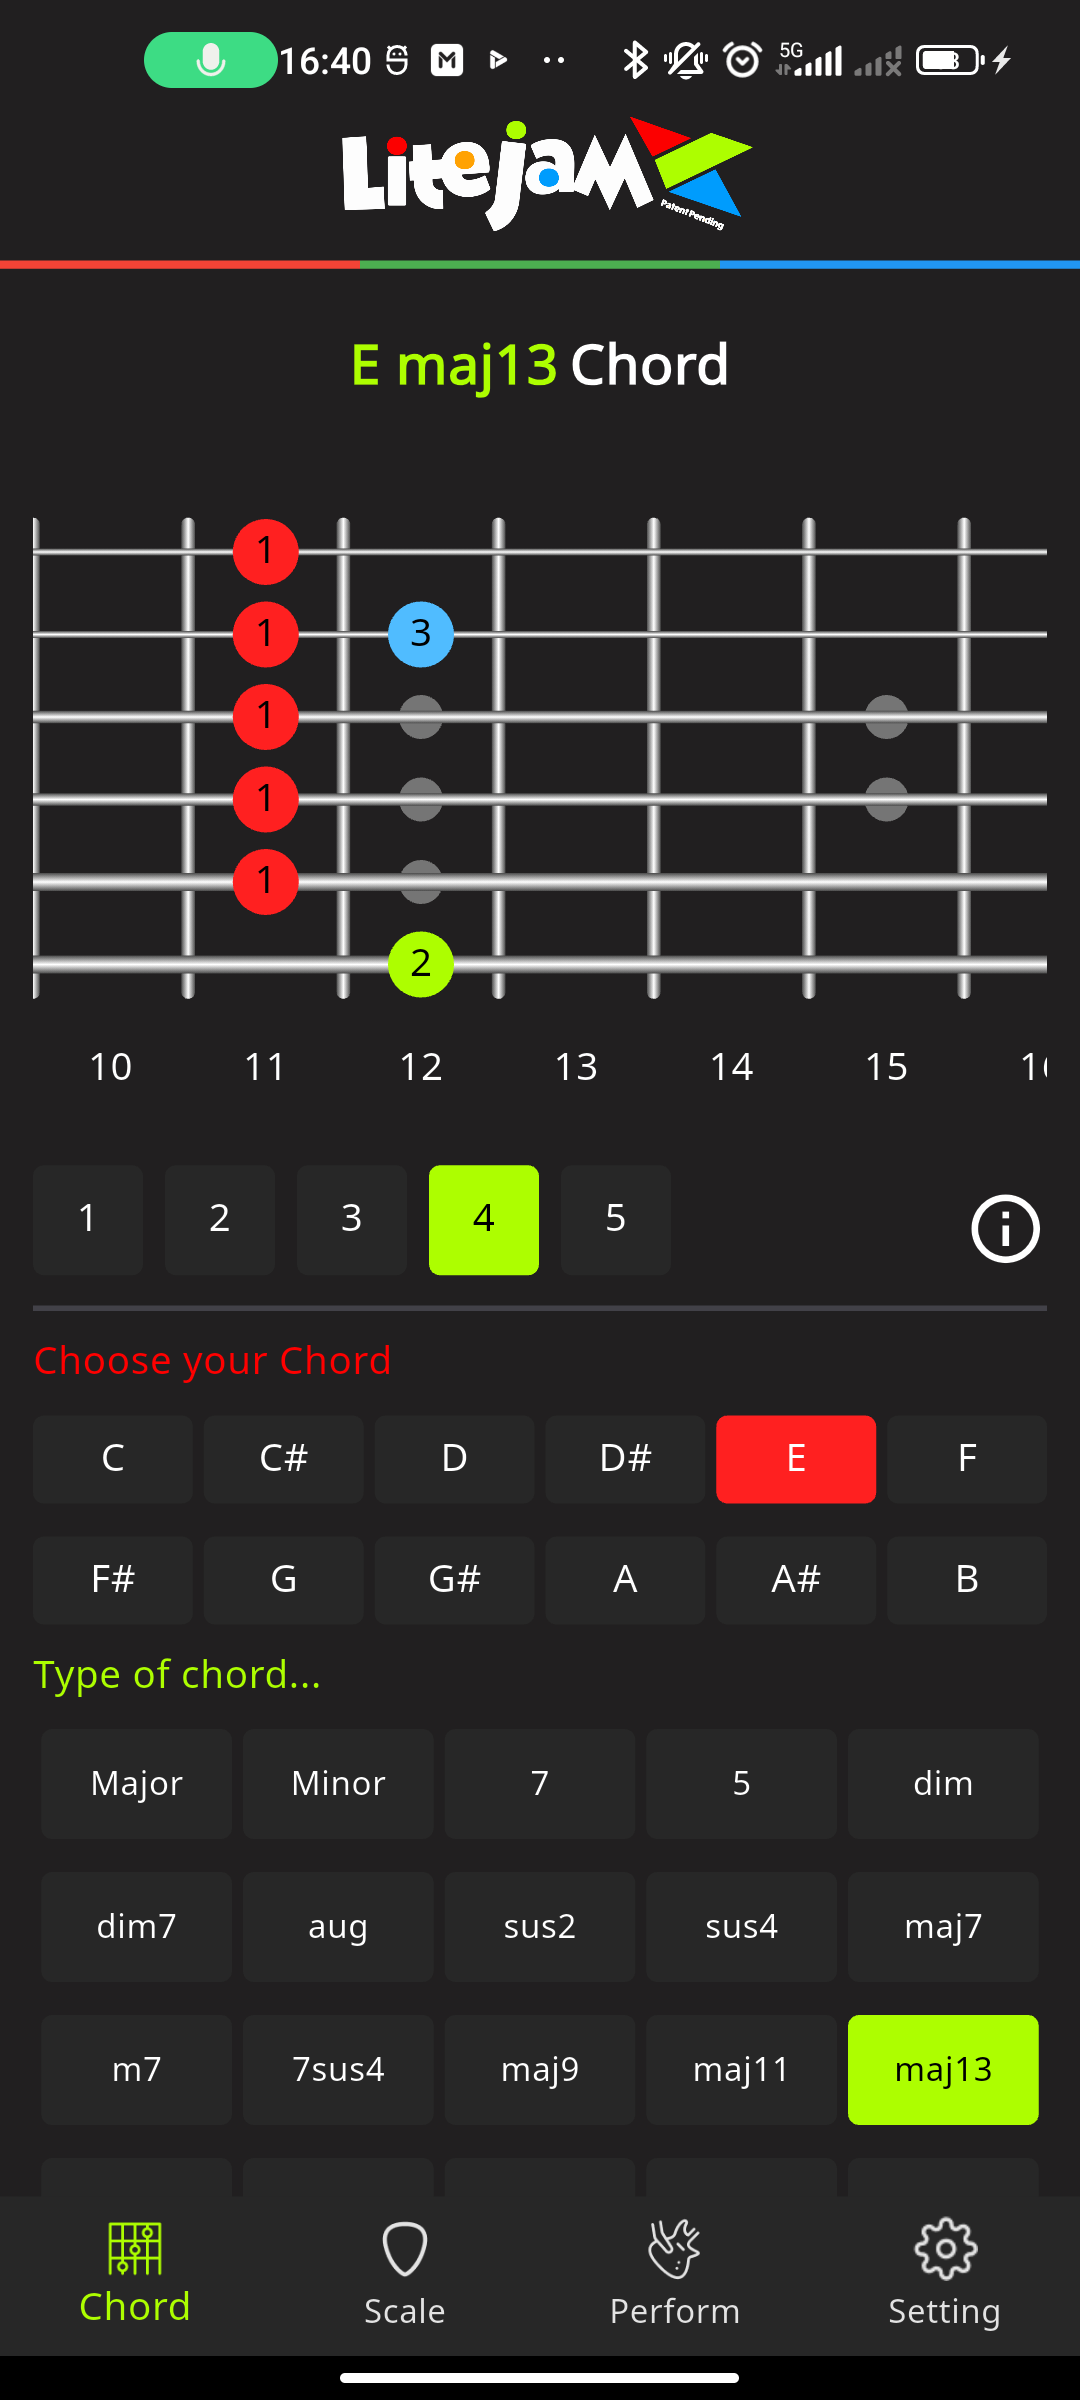 16:40 5G
LiteJam
Patent Pending
E maj13 Chord
1
1 3
1
1
1
2
10 11 12 13 14 15
1 2 3 4 5
Choose your Chord
C C# D D# E F
F# G G# A A# B
Type of chord...
Major Minor 7 5 dim
dim7 aug sus2 sus4 maj7
m7 7sus4 maj9 maj11 maj13
Chord Scale Perform Setting